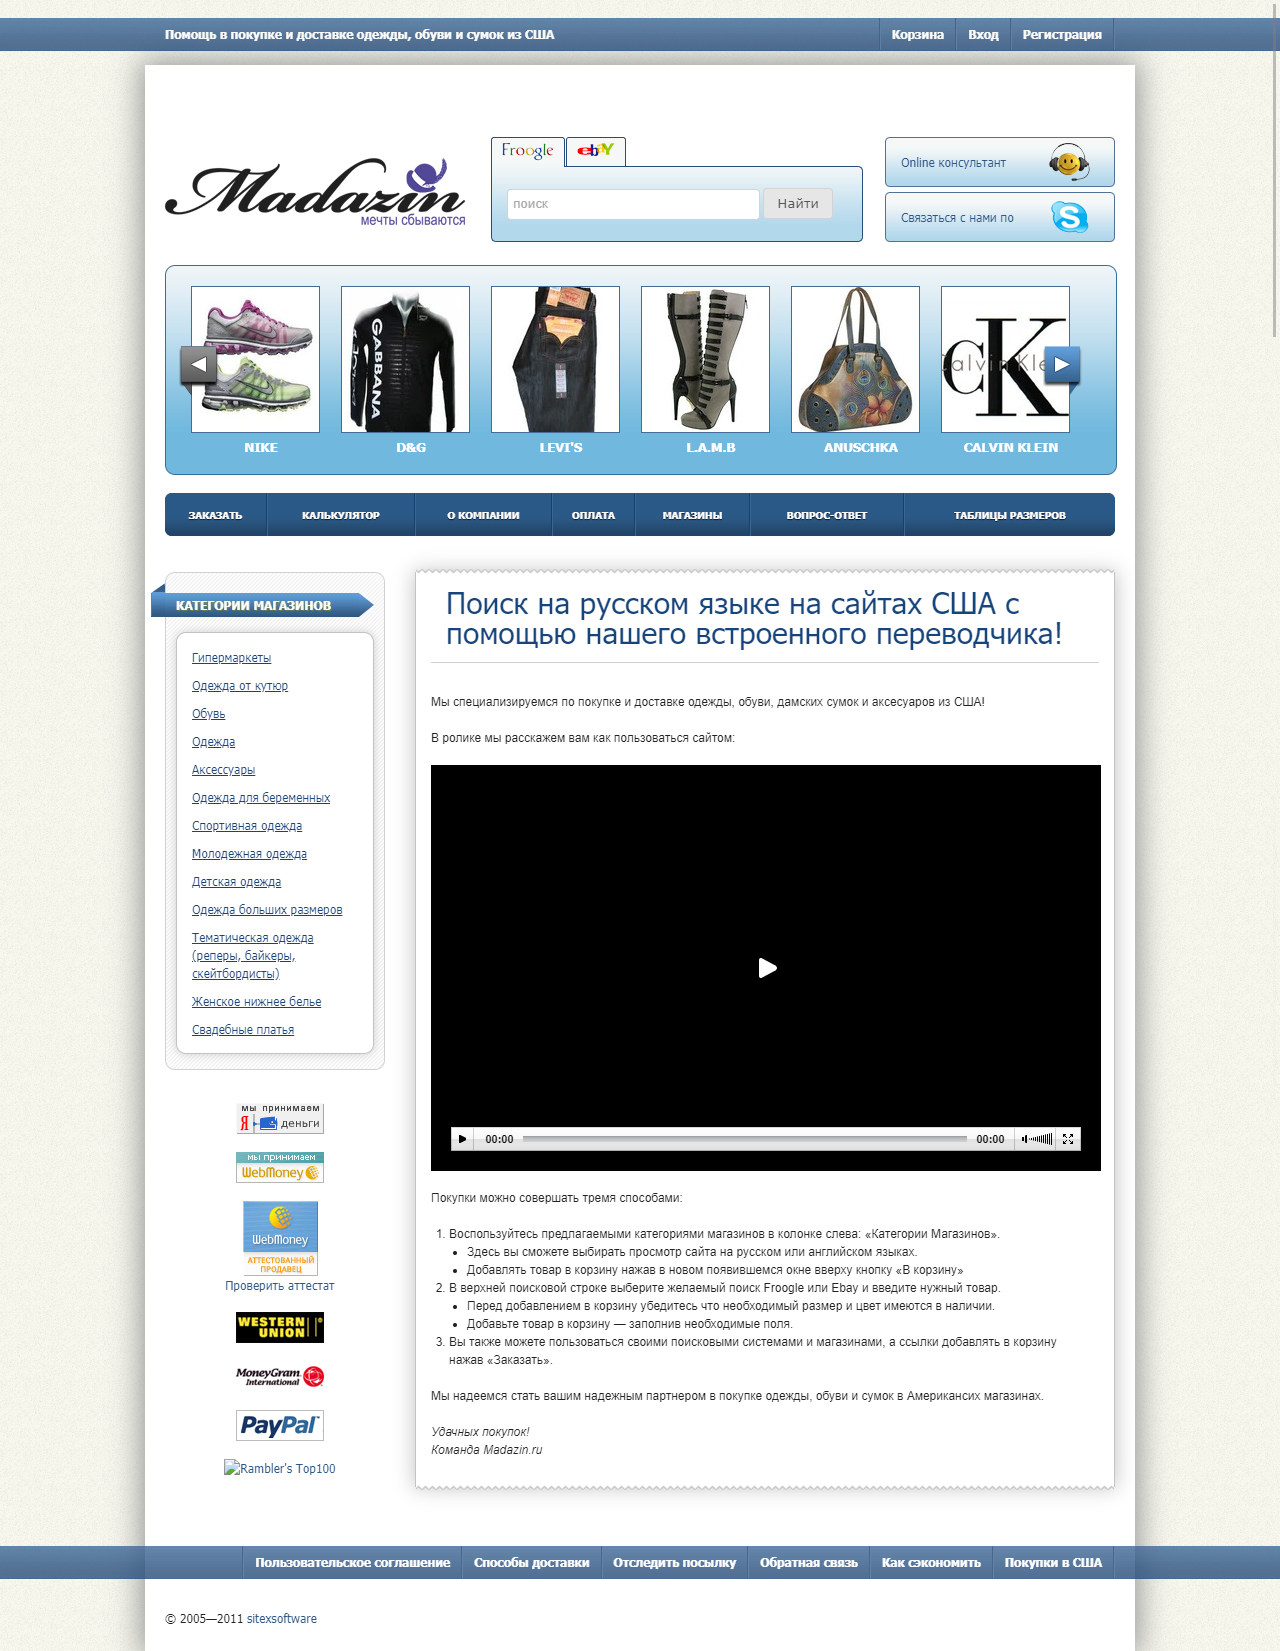 Помощь в покупке и доставке одежды, обуви и сумок из США
Корзина Вход Регистрация
Madazin
мечты сбываются
Froogle ebaY
поиск Найти
Online консультант
Связаться с нами по
GABBANA
Calvin Kle
CK
NIKE D&G LEVI'S L.A.M.B ANUSCHKA CALVIN KLEIN
ЗАКАЗАТЬ КАЛЬКУЛЯТОР О КОМПАНИИ ОПЛАТА МАГАЗИНЫ ВОПРОС-ОТВЕТ ТАБЛИЦЫ РАЗМЕРОВ
КАТЕГОРИИ МАГАЗИНОВ
Гипермаркеты
Одежда от кутюр
Обувь
Одежда
Аксессуары
Одежда для беременных
Спортивная одежда
Молодежная одежда
Детская одежда
Одежда больших размеров
Тематическая одежда
(реперы, байкеры,
скейтбордисты)
Женское нижнее белье
Свадебные платья
мы принимаем
Я деньги
мы принимаем
WebMoney
WebMoney
АТТЕСТОВАННЫЙ
ПРОДАВЕЦ
Проверить аттестат
WESTERN
UNION
MoneyGram
International
PayPal
Rambler's Top100
Поиск на русском языке на сайтах США с
помощью нашего встроенного переводчика!
Мы специализируемся по покупке и доставке одежды, обуви, дамских сумок и аксесуаров из США!
В ролике мы расскажем вам как пользоваться сайтом:
00:00 00:00
Покупки можно совершать тремя способами:
1. Воспользуйтесь предлагаемыми категориями магазинов в колонке слева: «Категории Магазинов».
• Здесь вы сможете выбирать просмотр сайта на русском или английском языках.
• Добавлять товар в корзину нажав в новом появившемся окне вверху кнопку «В корзину»
2. В верхней поисковой строке выберите желаемый поиск Froogle или Ebay и введите нужный товар.
• Перед добавлением в корзину убедитесь что необходимый размер и цвет имеются в наличии.
• Добавьте товар в корзину — заполнив необходимые поля.
3. Вы также можете пользоваться своими поисковыми системами и магазинами, а ссылки добавлять в корзину
нажав «Заказать».
Мы надеемся стать вашим надежным партнером в покупке одежды, обуви и сумок в Американсих магазинах.
Удачных покупок!
Команда Madazin.ru
Пользовательское соглашение Способы доставки Отследить посылку Обратная связь Как сэкономить Покупки в США
© 2005—2011 sitexsoftware